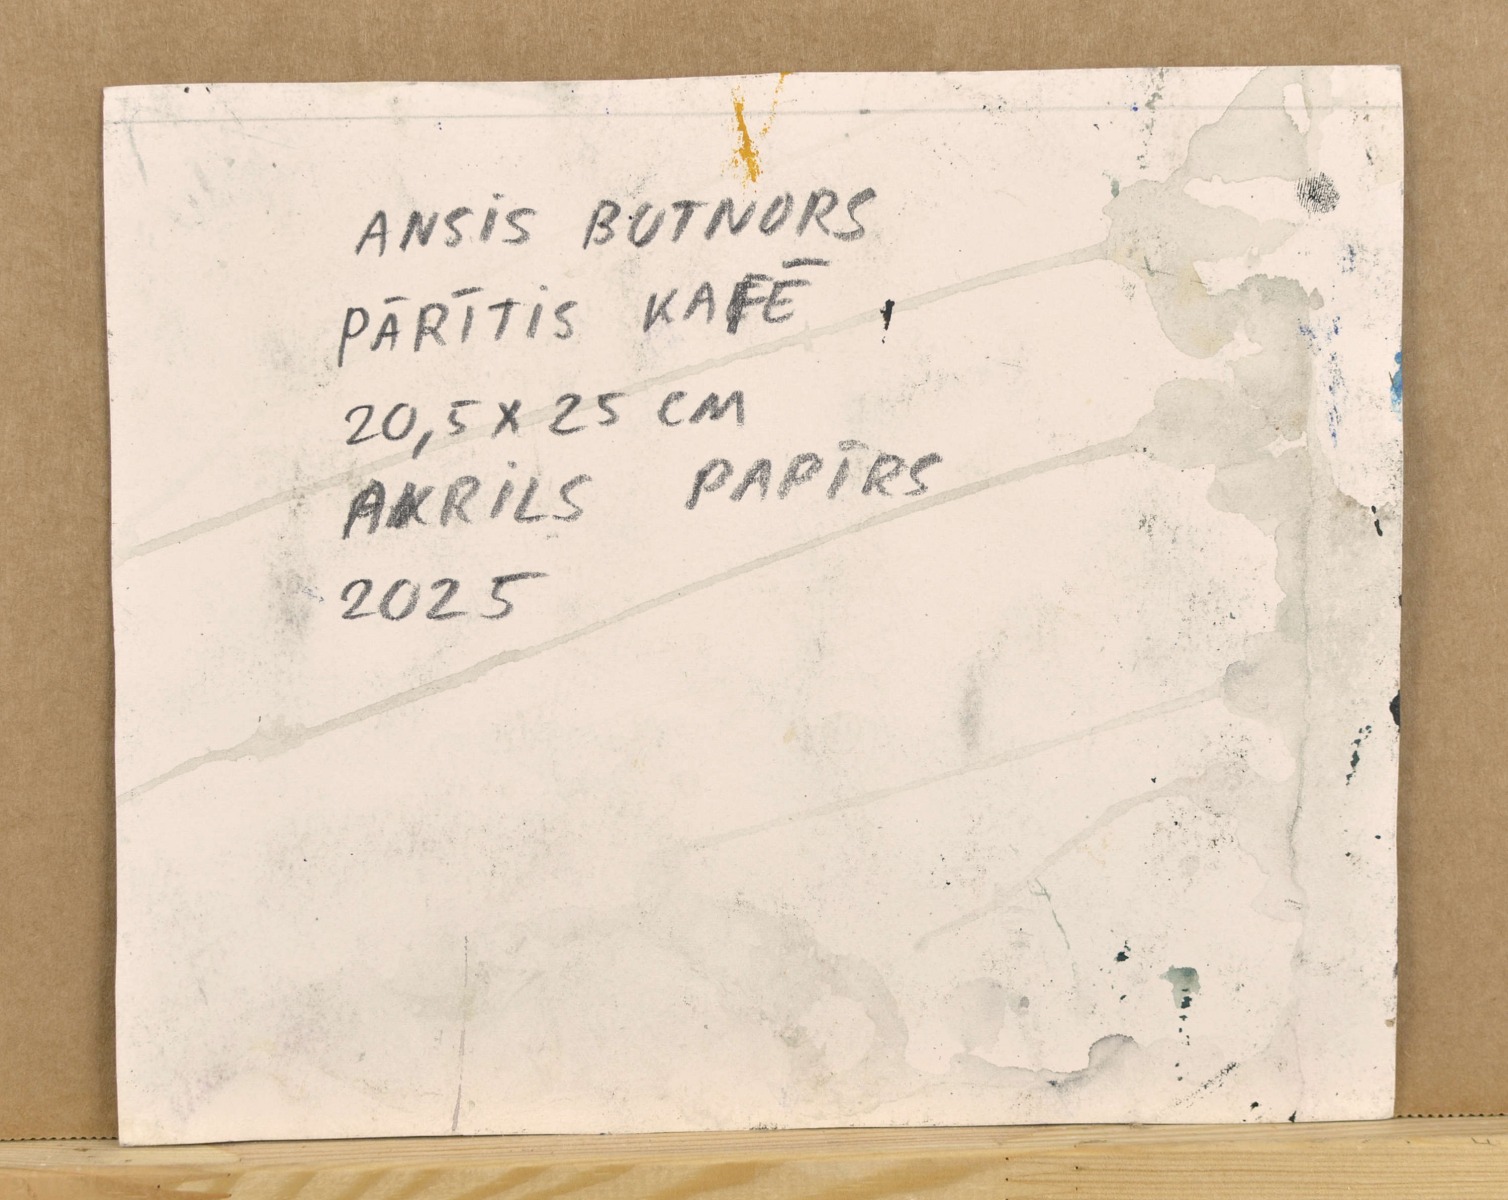 ANSIS BUTNORS
PĀRĪTIS KAFĒ
20,5 X 25 CM
AKRILS PAPĪRS
2025